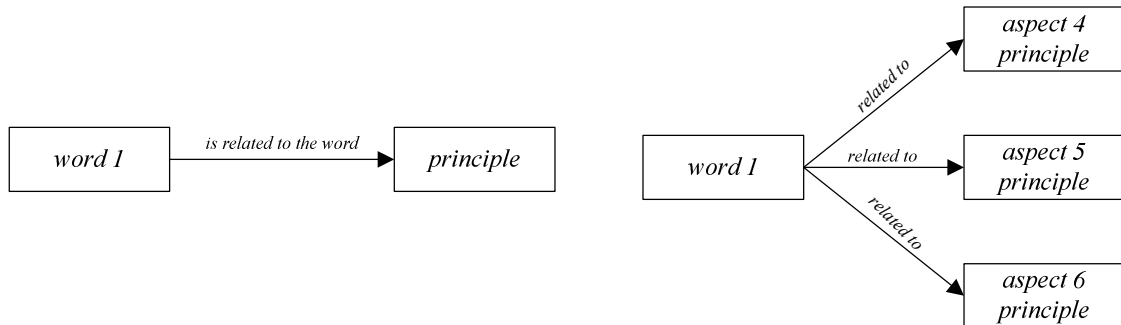 word 1
is related to the word
principle
word 1
related to
aspect 4
principle
related to
aspect 5
principle
related to
aspect 6
principle